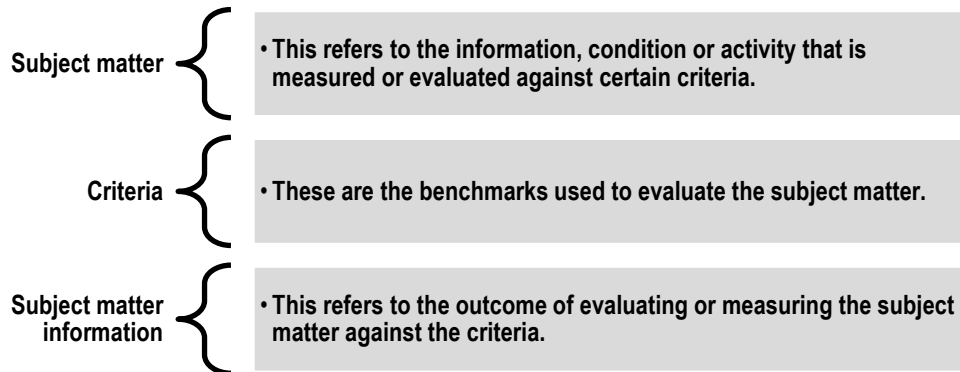 Subject matter
• This refers to the information, condition or activity that is
measured or evaluated against certain criteria.
Criteria
• These are the benchmarks used to evaluate the subject matter.
Subject matter
information
• This refers to the outcome of evaluating or measuring the subject
matter against the criteria.